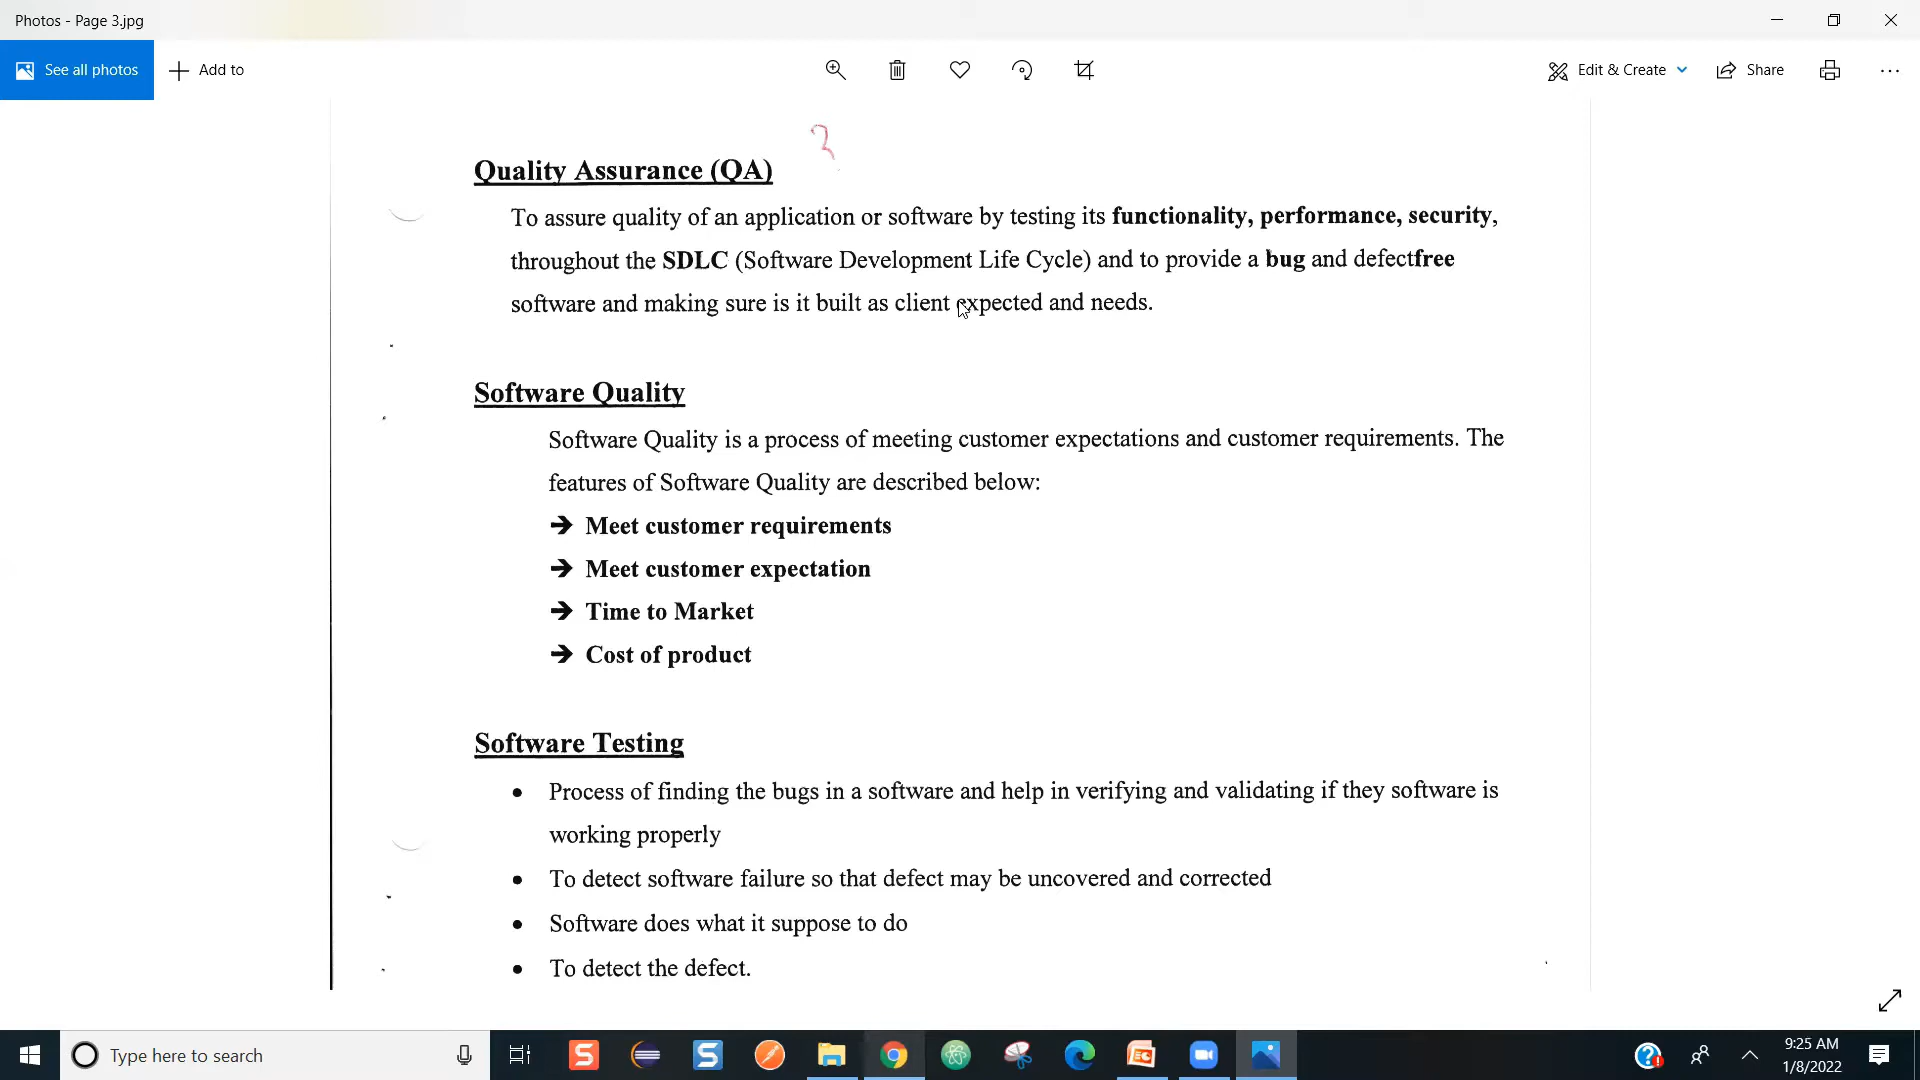 Photos - Page 3.jpg
See all photos
Add to
Edit & Create
Share
Quality Assurance (QA)
To assure quality of an application or software by testing its functionality, performance, security,
throughout the SDLC (Software Development Life Cycle) and to provide a bug and defectfree
software and making sure is it built as client expected and needs.
Software Quality
Software Quality is a process of meeting customer expectations and customer requirements. The
features of Software Quality are described below:
➔ Meet customer requirements
➔ Meet customer expectation
➔ Time to Market
➔ Cost of product
Software Testing
• Process of finding the bugs in a software and help in verifying and validating if they software is
working properly
• To detect software failure so that defect may be uncovered and corrected
• Software does what it suppose to do
• To detect the defect.
Type here to search
9:25 AM
1/8/2022